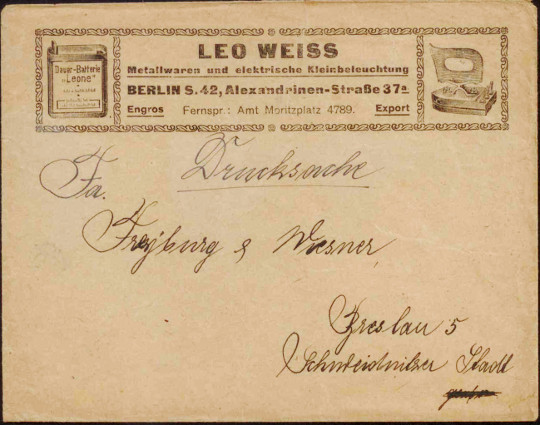 LEO WEISS
Metallwaren und elektrische Kleinbeleuchtung
BERLIN S. 42, Alexandrinen-Straße 37a.
Engros Fernspr.: Amt Moritzplatz 4789. Export
Dauer-Batterie
"Leone"
Drucksache
Fa.
Freyburg & Wiesner,
Breslau 5
Schweidnitzer Stadt